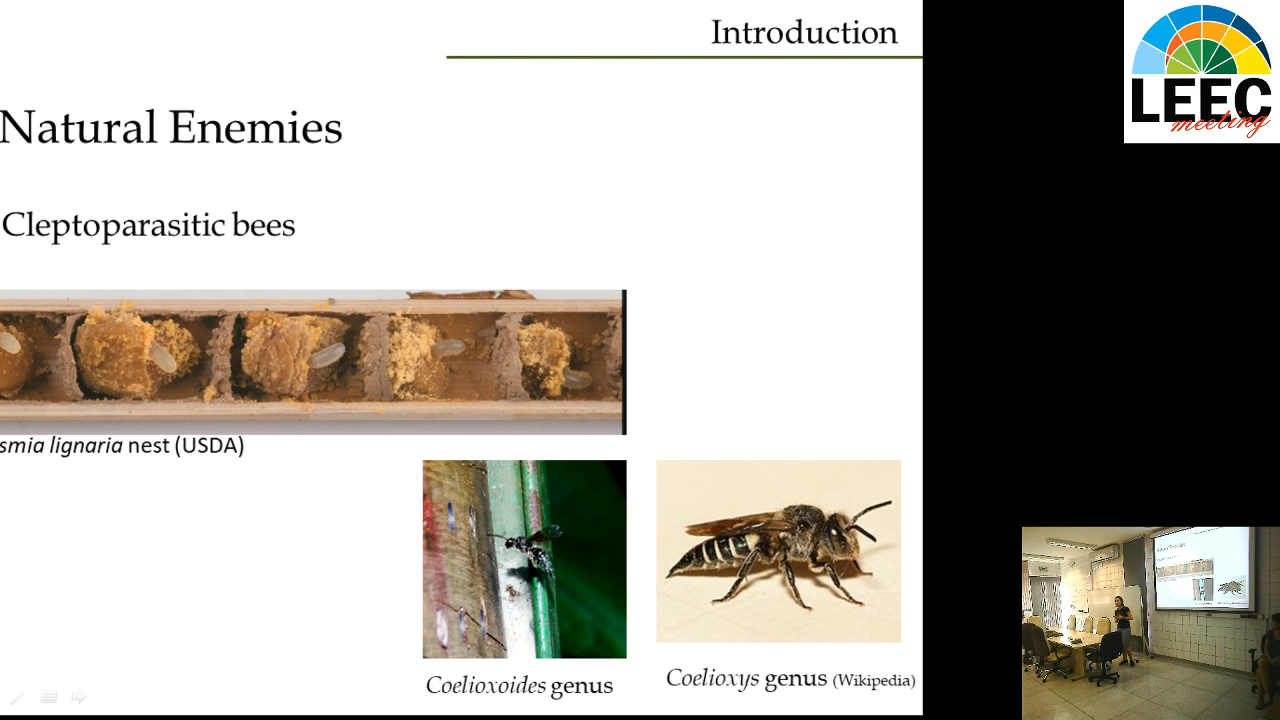 Introduction
LEEC
meeting
Natural Enemies
Cleptoparasitic bees
smia lignaria nest (USDA)
Coelioxoides genus
Coelioxys genus (Wikipedia)